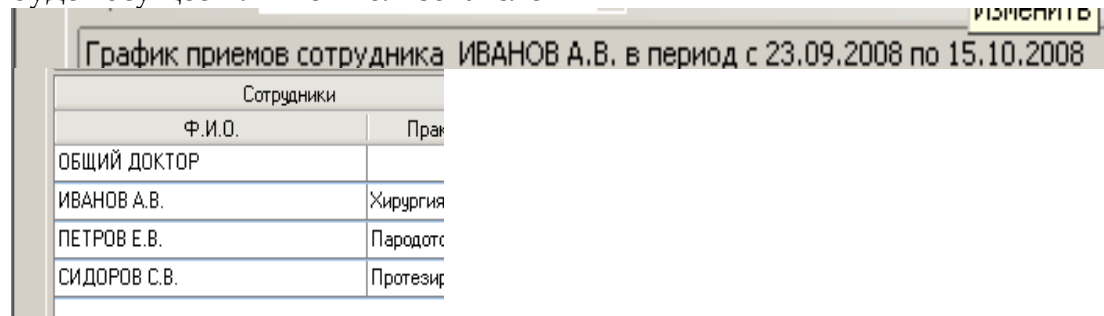 ИЗМЕНИТЬ
График приемов сотрудника ИВАНОВ А.В. в период с 23.09.2008 по 15.10.2008
Сотрудники
Ф.И.О.
ОБЩИЙ ДОКТОР
ИВАНОВ А.В. Хирургия
ПЕТРОВ Е.В.
СИДОРОВ С.В.